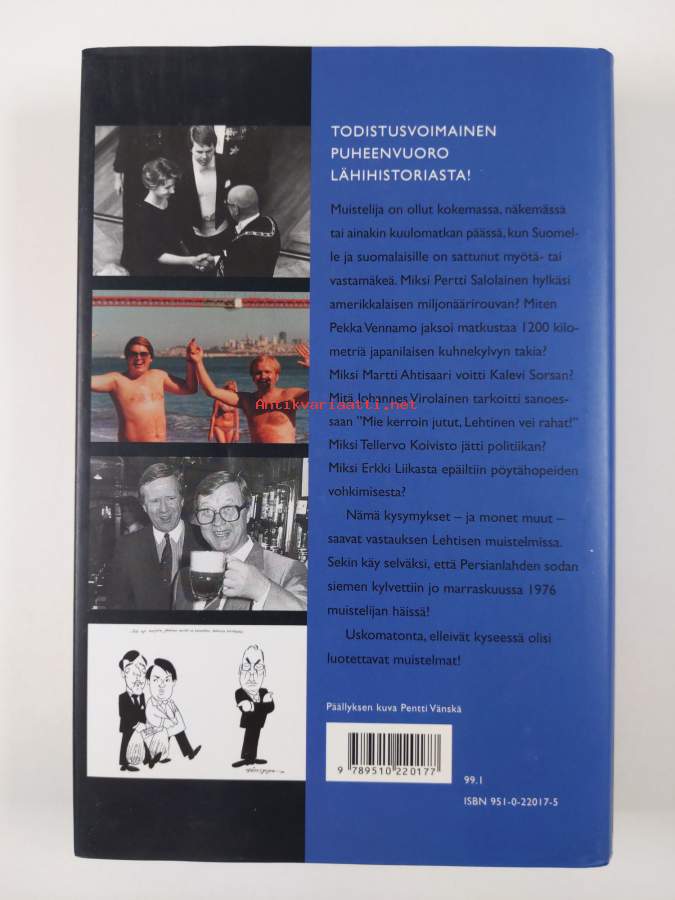 TODISTUSVOIMAINEN
PUHEENVUORO
LÄHIHISTORIASTA!
Muistelija on ollut kokemassa, näkemässä
tai ainakin kuulomatkan päässä, kun Suomel-
le ja suomalaisille on sattunut myötä- tai
vastamäkeä. Miksi Pertti Salolainen hylkäsi
amerikkalaisen miljonäärirouvan? Miten
Pekka Vennamo jaksoi matkustaa 1200 kilo-
metriä japanilaisen kuhnekylvyn takia?
Miksi Martti Ahtisaari voitti Kalevi Sorsan?
Mitä Johannes Virolainen tarkoitti sanoes-
saan "Mie kerroin jutut, Lehtinen vei rahat!"
Miksi Tellervo Koivisto jätti politiikan?
Miksi Erkki Liikasta epäiltiin pöytähopeiden
vohkimisesta?
Nämä kysymykset – ja monet muut –
saavat vastauksen Lehtisen muistelmissa.
Sekin käy selväksi, että Persianlahden sodan
siemen kylvettiin jo marraskuussa 1976
muistelijan häissä!
Uskomatonta, elleivät kyseessä olisi
luotettavat muistelmat!
Päällyksen kuva Pentti Vänskä
9 789510 220177
99.1
ISBN 951-0-22017-5
Antikvariaatti.net